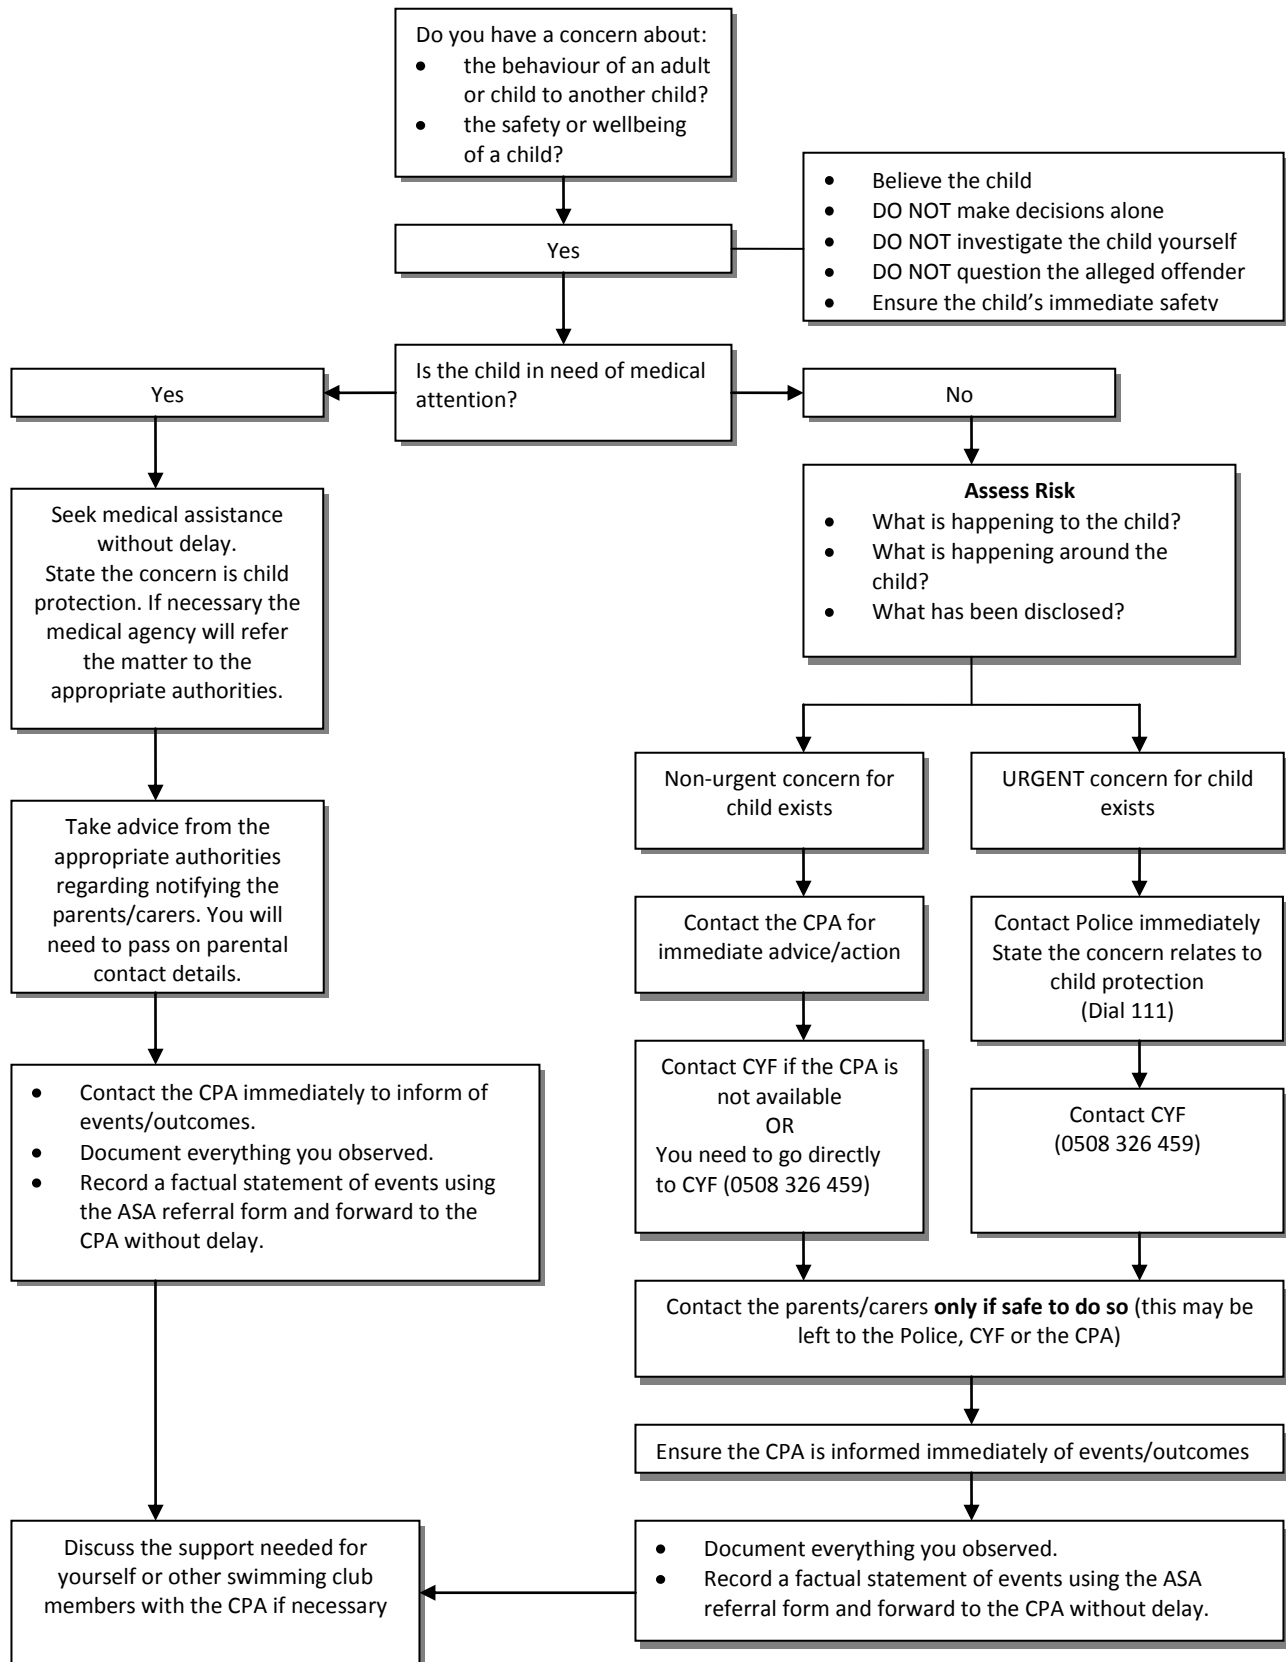 Do you have a concern about:
• the behaviour of an adult
or child to another child?
• the safety or wellbeing
of a child?
• Believe the child
• DO NOT make decisions alone
• DO NOT investigate the child yourself
• DO NOT question the alleged offender
• Ensure the child's immediate safety
Yes
Is the child in need of medical
attention?
Yes
No
Seek medical assistance
without delay.
State the concern is child
protection. If necessary the
medical agency will refer
the matter to the
appropriate authorities.
Assess Risk
• What is happening to the child?
• What is happening around the
child?
• What has been disclosed?
Take advice from the
appropriate authorities
regarding notifying the
parents/carers. You will
need to pass on parental
contact details.
Non-urgent concern for
child exists
URGENT concern for child
exists
Contact the CPA for
immediate advice/action
Contact Police immediately
State the concern relates to
child protection
(Dial 111)
• Contact the CPA immediately to inform of
events/outcomes.
• Document everything you observed.
• Record a factual statement of events using
the ASA referral form and forward to the
CPA without delay.
Contact CYF if the CPA is
not available
OR
You need to go directly
to CYF (0508 326 459)
Contact CYF
(0508 326 459)
Contact the parents/carers only if safe to do so (this may be
left to the Police, CYF or the CPA)
Ensure the CPA is informed immediately of events/outcomes
• Document everything you observed.
• Record a factual statement of events using the ASA
referral form and forward to the CPA without delay.
Discuss the support needed for
yourself or other swimming club
members with the CPA if necessary